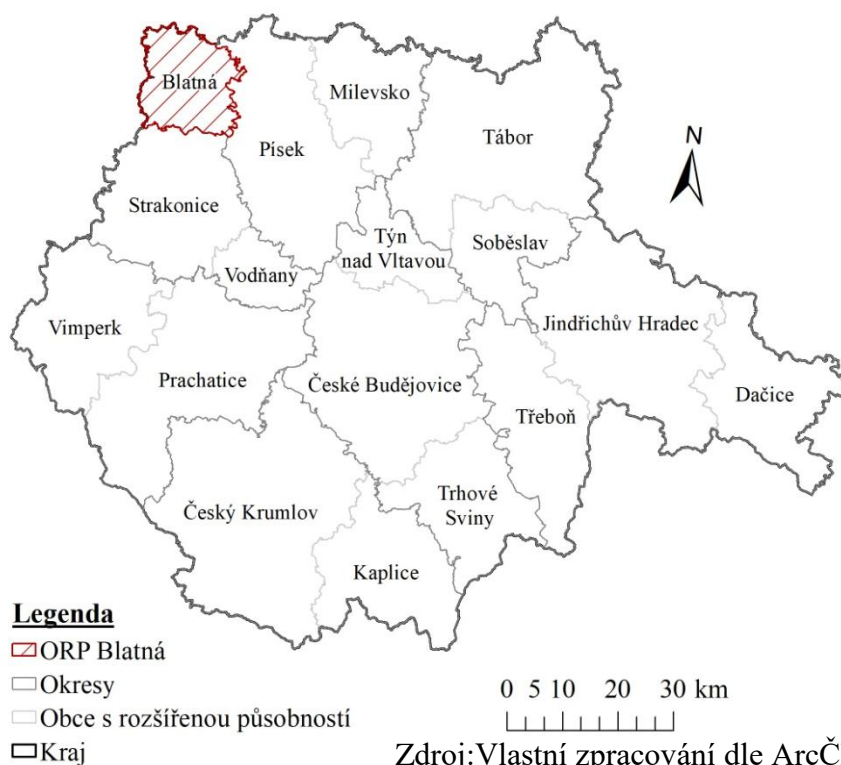 Blatná
Milevsko
Písek
Tábor
N
Strakonice
Týn
nad Vltavou
Soběslav
Vodňany
Vimperk
Jindřichův Hradec
Prachatice
České Budějovice
Dačice
Třeboň
Trhové
Sviny
Český Krumlov
Kaplice
Legenda
ORP Blatná
Okresy
Obce s rozšířenou působností
Kraj
0 5 10 20 30 km
Zdroj:Vlastní zpracování dle ArcČ